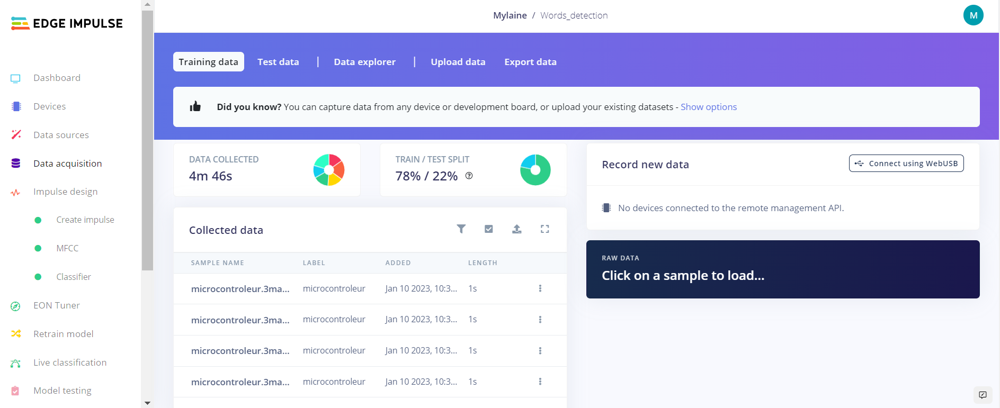 EDGE IMPULSE
Dashboard
Devices
Data sources
Data acquisition
Impulse design
Create impulse
MFCC
Classifier
EON Tuner
Retrain model
Live classification
Model testing
Mylaine / Words_detection
M
Training data Test data | Data explorer | Upload data Export data
Did you know? You can capture data from any device or development board, or upload your existing datasets - Show options
DATA COLLECTED
4m 46s
TRAIN / TEST SPLIT
78% / 22%
Collected data
SAMPLE NAME LABEL ADDED LENGTH
microcontroleur.3ma... microcontroleur Jan 10 2023, 10:3... 1s
microcontroleur.3ma... microcontroleur Jan 10 2023, 10:3... 1s
microcontroleur.3ma... microcontroleur Jan 10 2023, 10:3... 1s
microcontroleur.3ma... microcontroleur Jan 10 2023, 10:3... 1s
Record new data
Connect using WebUSB
No devices connected to the remote management API.
RAW DATA
Click on a sample to load...